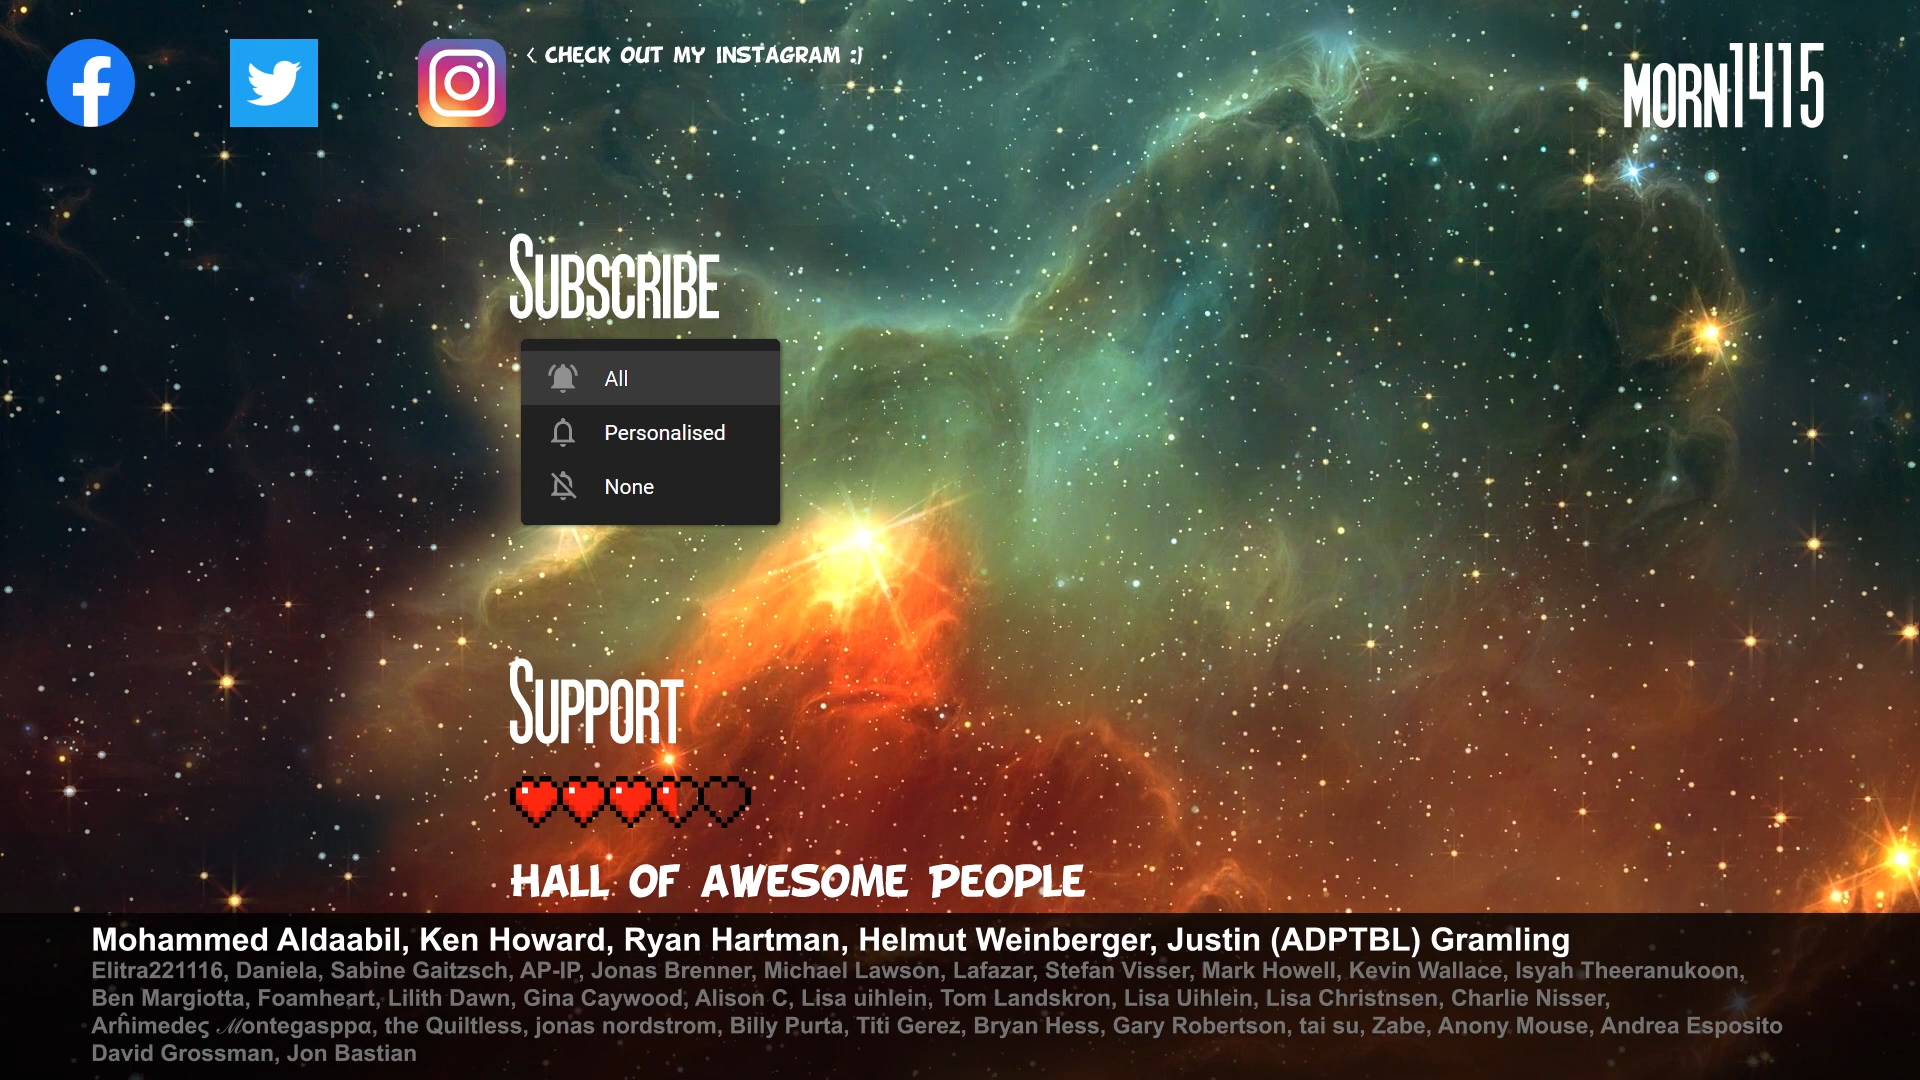 < CHECK OUT MY INSTAGRAM :)
MORN1415
SUBSCRIBE
All
Personalised
None
SUPPORT
HALL OF AWESOME PEOPLE
Mohammed Aldaabil, Ken Howard, Ryan Hartman, Helmut Weinberger, Justin (ADPTBL) Gramling
Elitra221116, Daniela, Sabine Gaitzsch, AP-IP, Jonas Brenner, Michael Lawson, Lafazar, Stefan Visser, Mark Howell, Kevin Wallace, Isyah Theeranukoon,
Ben Margiotta, Foamheart, Lilith Dawn, Gina Caywood, Alison C, Lisa uihlein, Tom Landskron, Lisa Uihlein, Lisa Christnsen, Charlie Nisser,
Arĥimedeς ℳontegasppα, the Quiltless, jonas nordstrom, Billy Purta, Titi Gerez, Bryan Hess, Gary Robertson, tai su, Zabe, Anony Mouse, Andrea Esposito
David Grossman, Jon Bastian